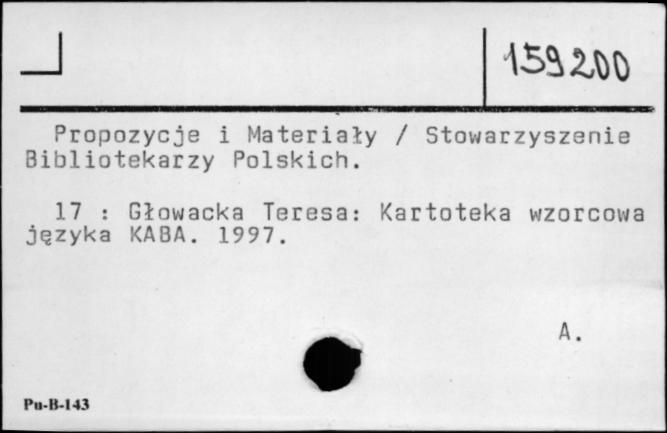 159200
Propozycje i Materiały / Stowarzyszenie
Bibliotekarzy Polskich.
17 : Głowacka Teresa: Kartoteka wzorcowa
języka KABA. 1997.
A.
Pu-B-143